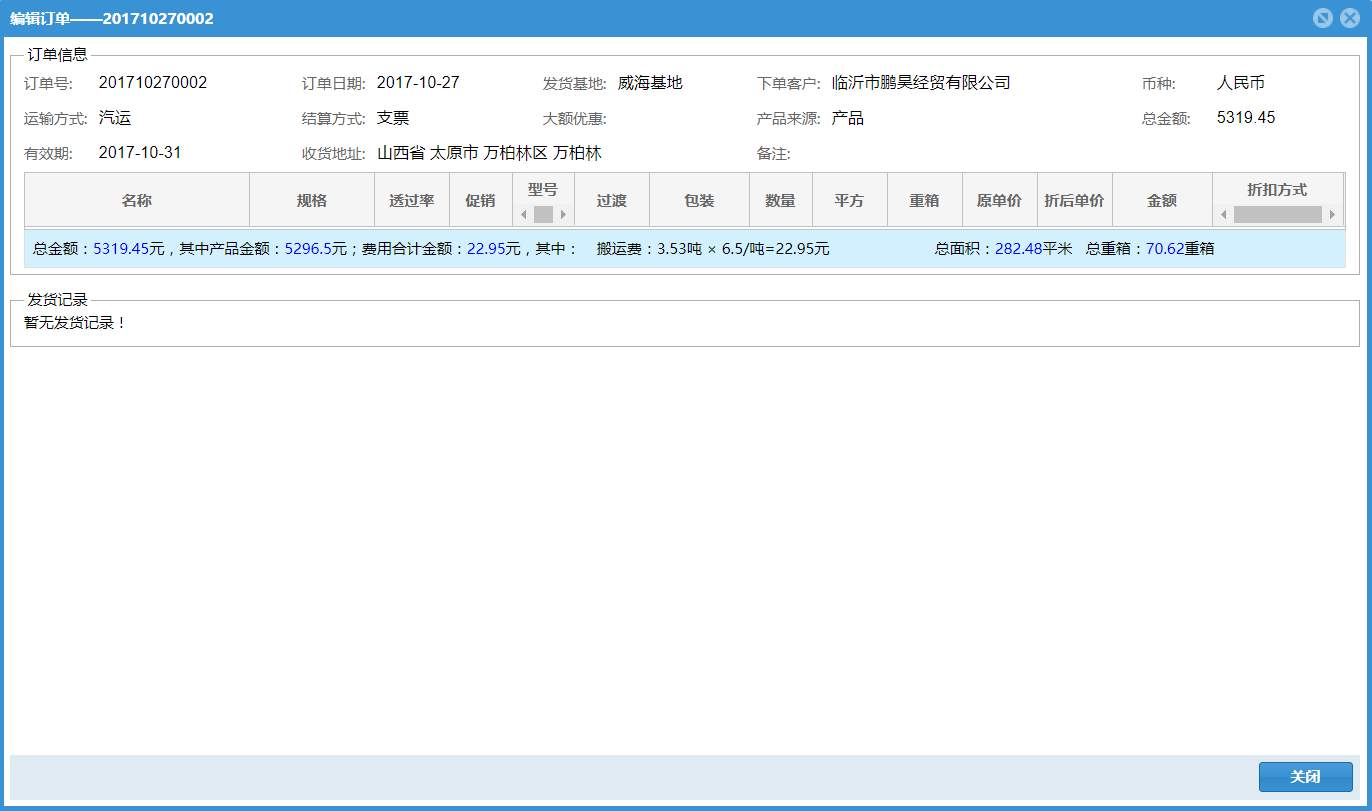 编辑订单——201710270002
订单信息
订单号: 201710270002 订单日期: 2017-10-27 发货基地: 威海基地 下单客户: 临沂市鹏昊经贸有限公司 币种: 人民币
运输方式: 汽运 结算方式: 支票 大额优惠: 产品来源: 产品 总金额: 5319.45
有效期: 2017-10-31 收货地址: 山西省 太原市 万柏林区 万柏林 备注:
名称 规格 透过率 促销 型号 过渡 包装 数量 平方 重箱 原单价 折后单价 金额 折扣方式
总金额：5319.45元，其中产品金额：5296.5元；费用合计金额：22.95元，其中： 搬运费：3.53吨 × 6.5/吨=22.95元 总面积：282.48平米 总重箱：70.62重箱
发货记录
暂无发货记录！
关闭